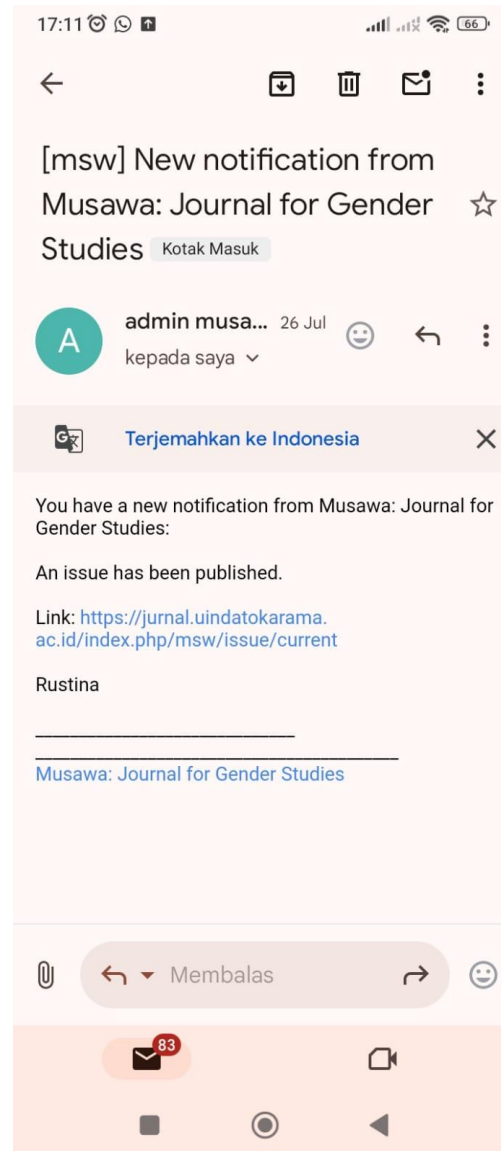 17:11
66
[msw] New notification from
Musawa: Journal for Gender
Studies Kotak Masuk
A
admin musa... 26 Jul
kepada saya
Terjemahkan ke Indonesia
You have a new notification from Musawa: Journal for
Gender Studies:
An issue has been published.
Link: https://jurnal.uindatokarama.
ac.id/index.php/msw/issue/current
Rustina
Musawa: Journal for Gender Studies
Membalas
83